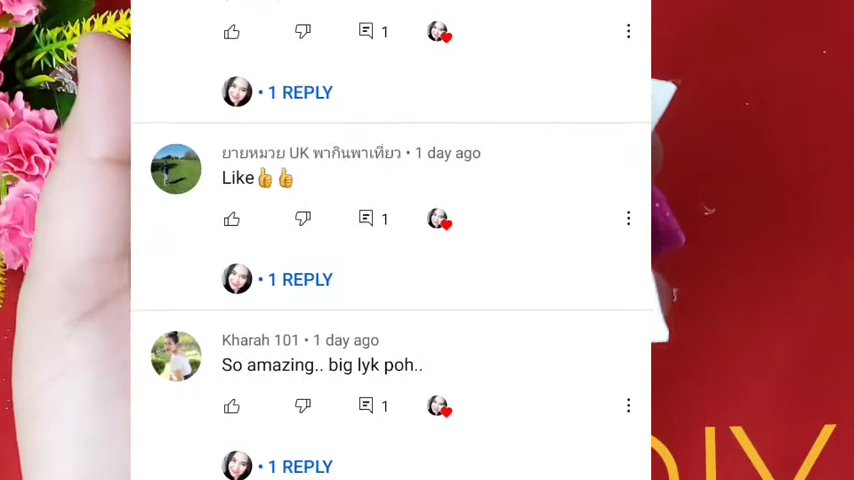 1
• 1 REPLY
ยายหมวย UK พากินพาเที่ยว • 1 day ago
Like👍👍
1
• 1 REPLY
Kharah 101 • 1 day ago
So amazing.. big lyk poh..
1
• 1 REPLY
DIY